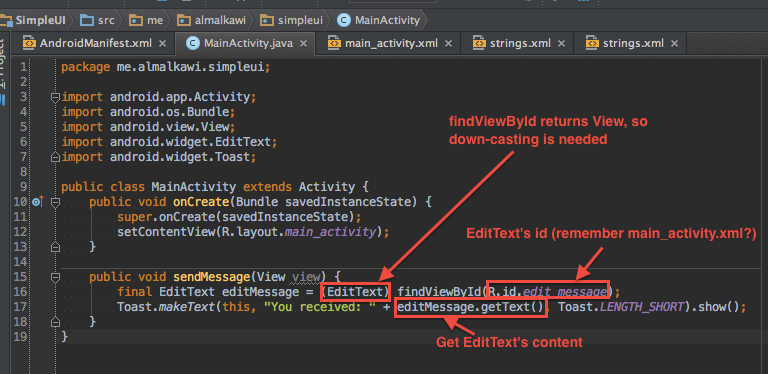 SimpleUI src me almalkawi simpleui MainActivity
AndroidManifest.xml MainActivity.java main_activity.xml strings.xml strings.xml
1: Project
1 package me.almalkawi.simpleui;
2
3 import android.app.Activity;
4 import android.os.Bundle;
5 import android.view.View;
6 import android.widget.EditText;
7 import android.widget.Toast;
8
9 public class MainActivity extends Activity {
10 public void onCreate(Bundle savedInstanceState) {
11 super.onCreate(savedInstanceState);
12 setContentView(R.layout.main_activity);
13 }
14
15 public void sendMessage(View view) {
16 final EditText editMessage = (EditText) findViewById(R.id.edit_message);
17 Toast.makeText(this, "You received: " + editMessage.getText(), Toast.LENGTH_SHORT).show();
18 }
19 }
findViewById returns View, so
down-casting is needed
EditText's id (remember main_activity.xml?)
Get EditText's content